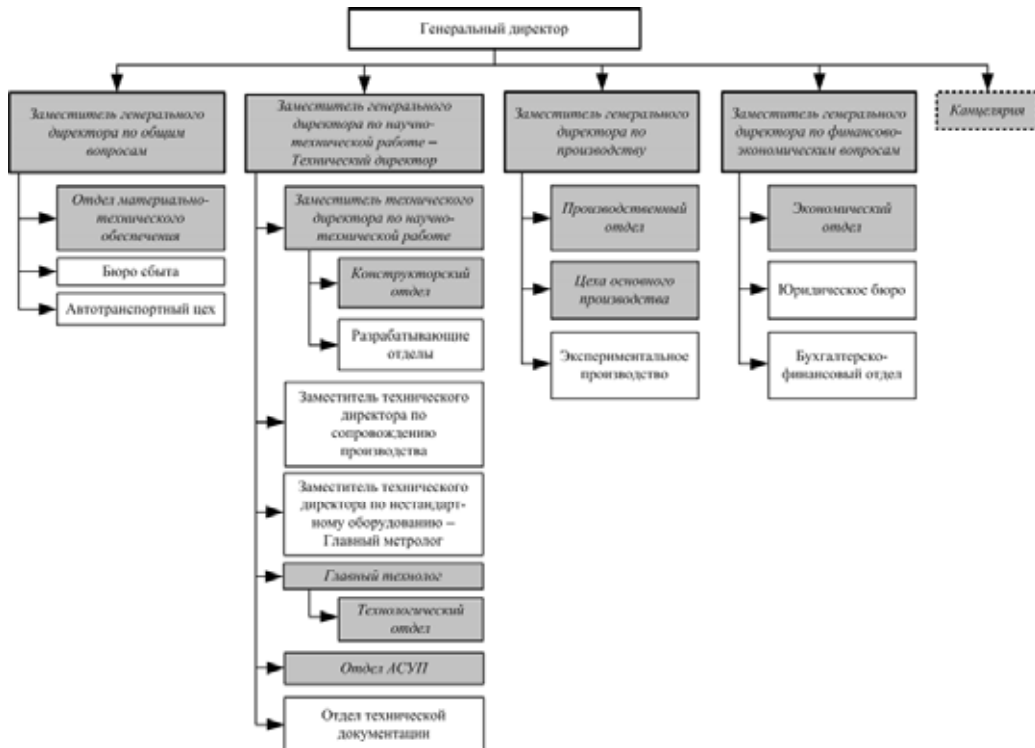 Генеральный директор
Заместитель генерального
директора по общим
вопросам
Отдел материально-
технического
обеспечения
Бюро сбыта
Автотранспортный цех
Заместитель генерального
директора по научно-
технической работе –
Технический директор
Заместитель технического
директора по научно-
технической работе
Конструкторский
отдел
Разрабатывающие
отделы
Заместитель технического
директора по
сопровождению
производства
Заместитель технического
директора по нестандарт-
ному оборудованию –
Главный метролог
Главный технолог
Технологический
отдел
Отдел АСУП
Отдел технической
документации
Заместитель генерального
директора по
производству
Производственный
отдел
Цеха основного
производства
Экспериментальное
производство
Заместитель генерального
директора по финансово-
экономическим вопросам
Экономический
отдел
Юридическое бюро
Бухгалтерско-
финансовый отдел
Канцелярия